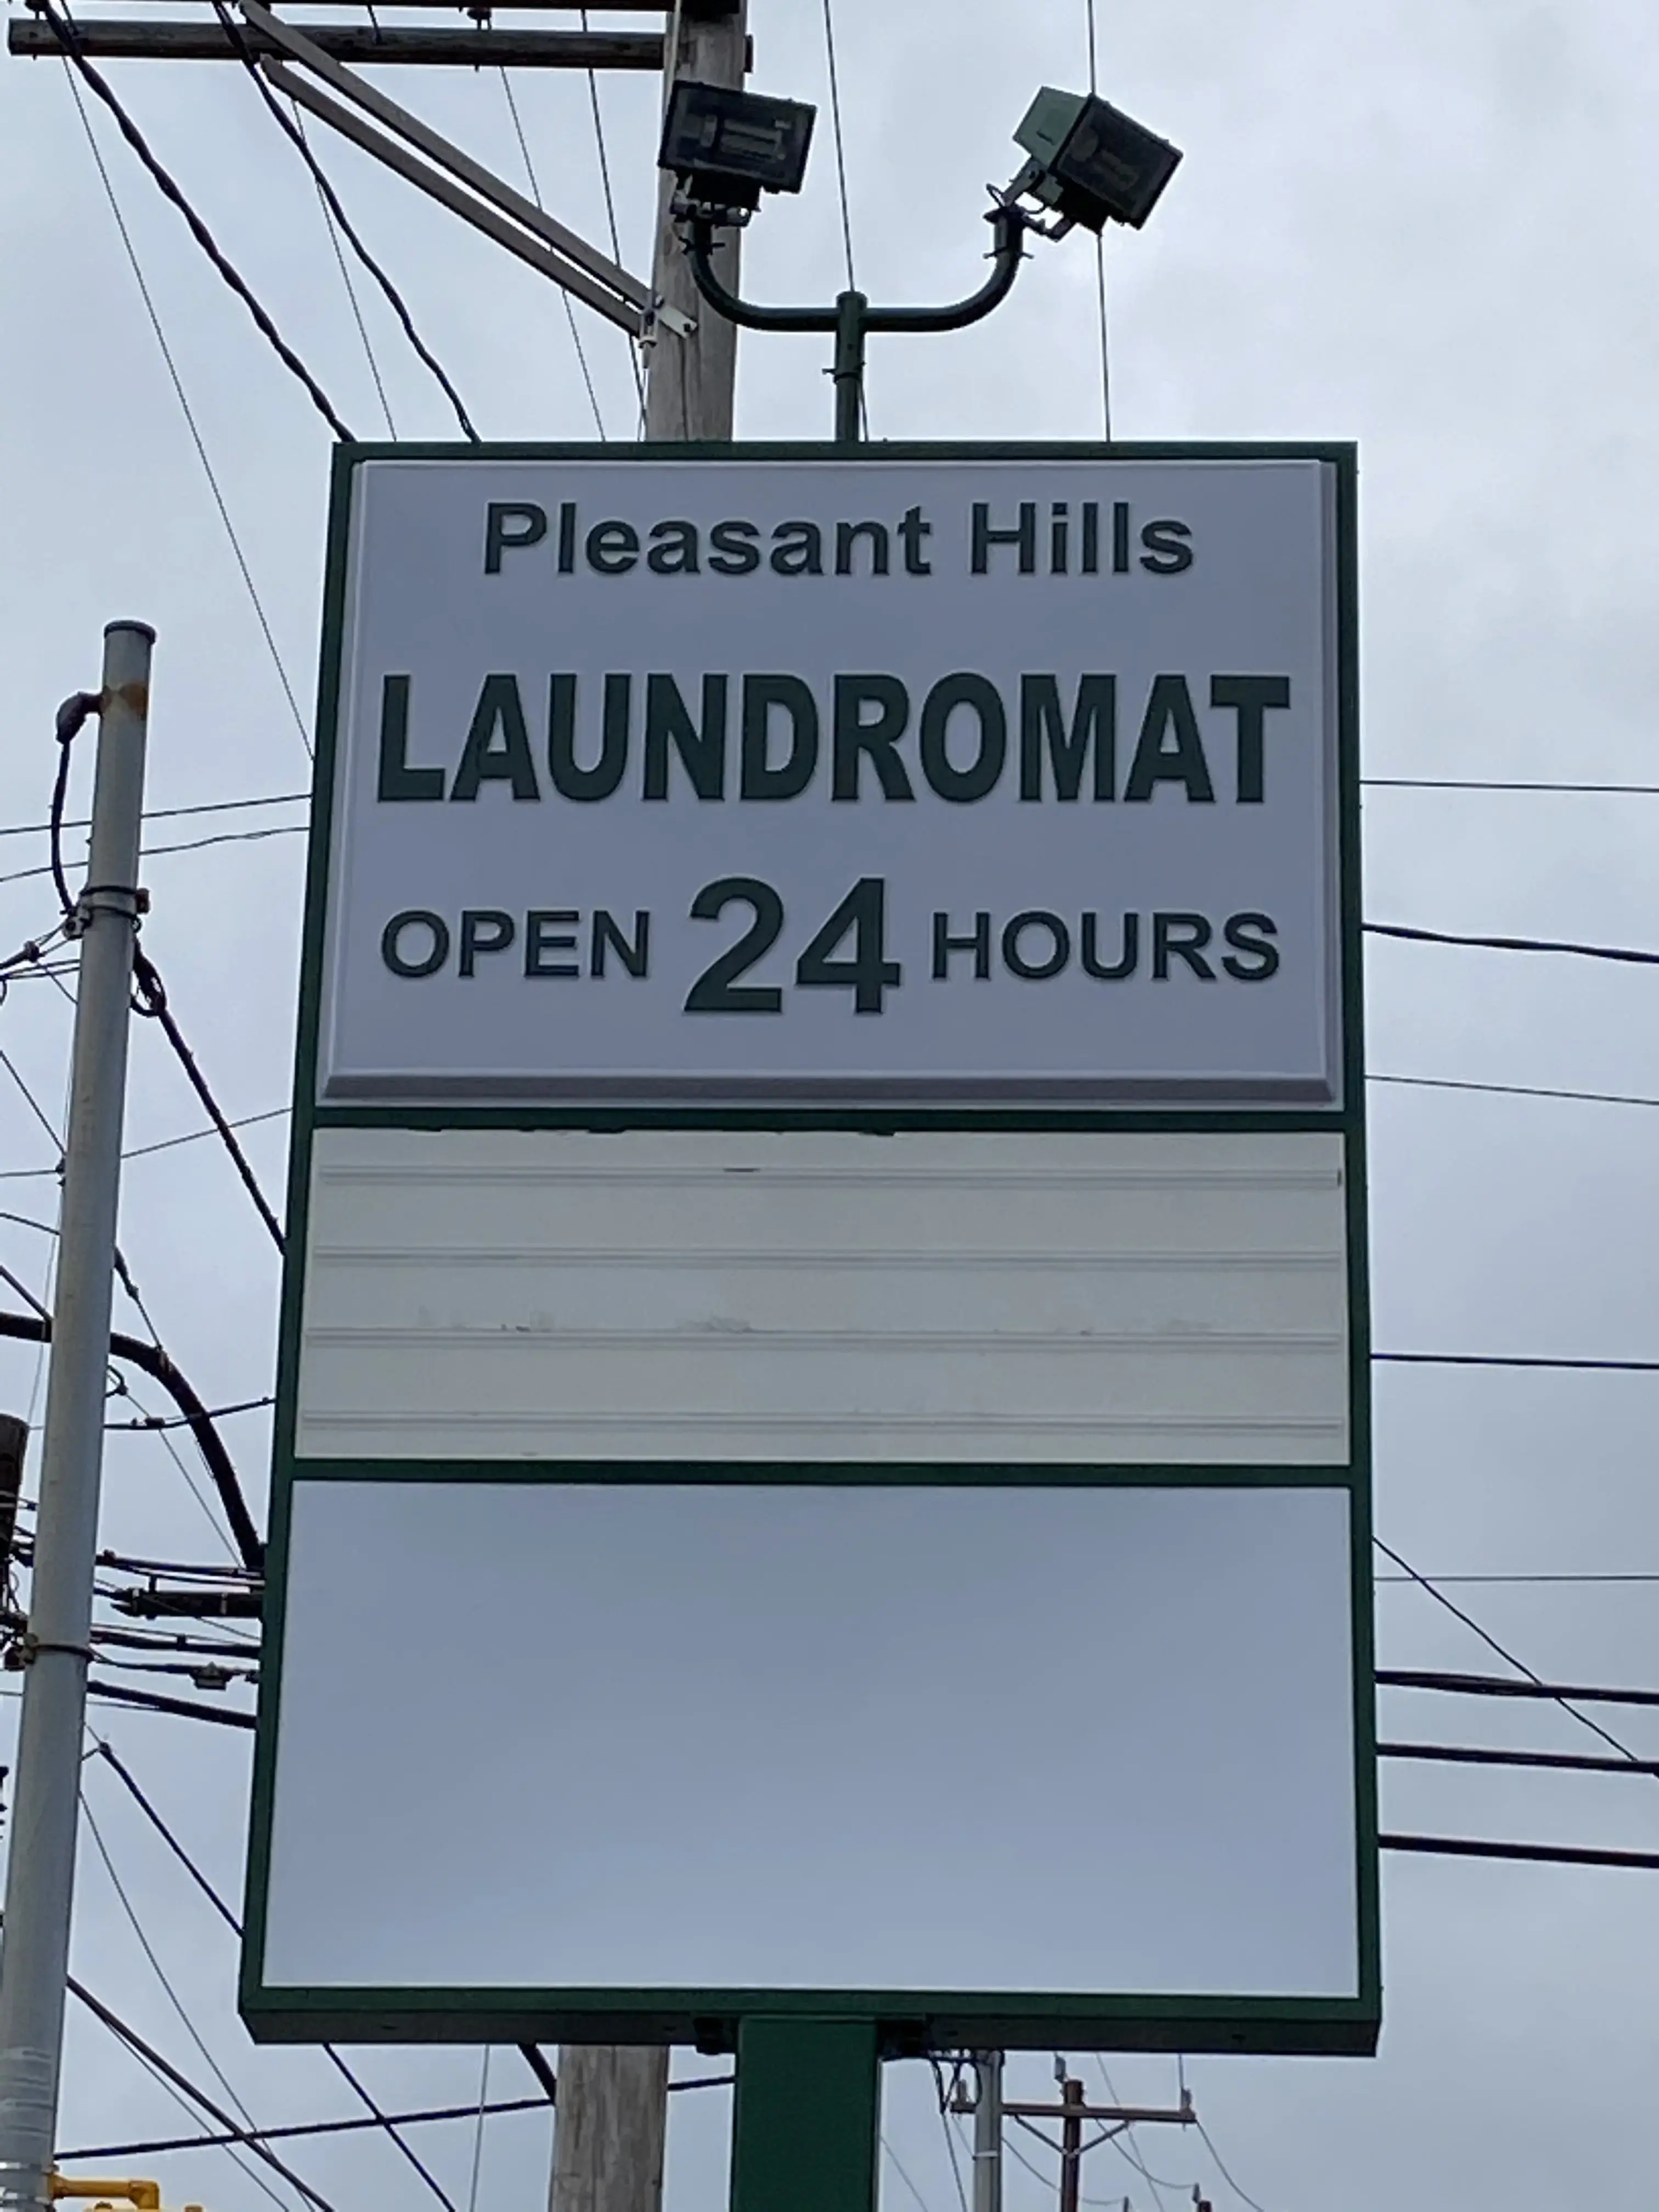 Pleasant Hills
LAUNDROMAT
OPEN 24 HOURS